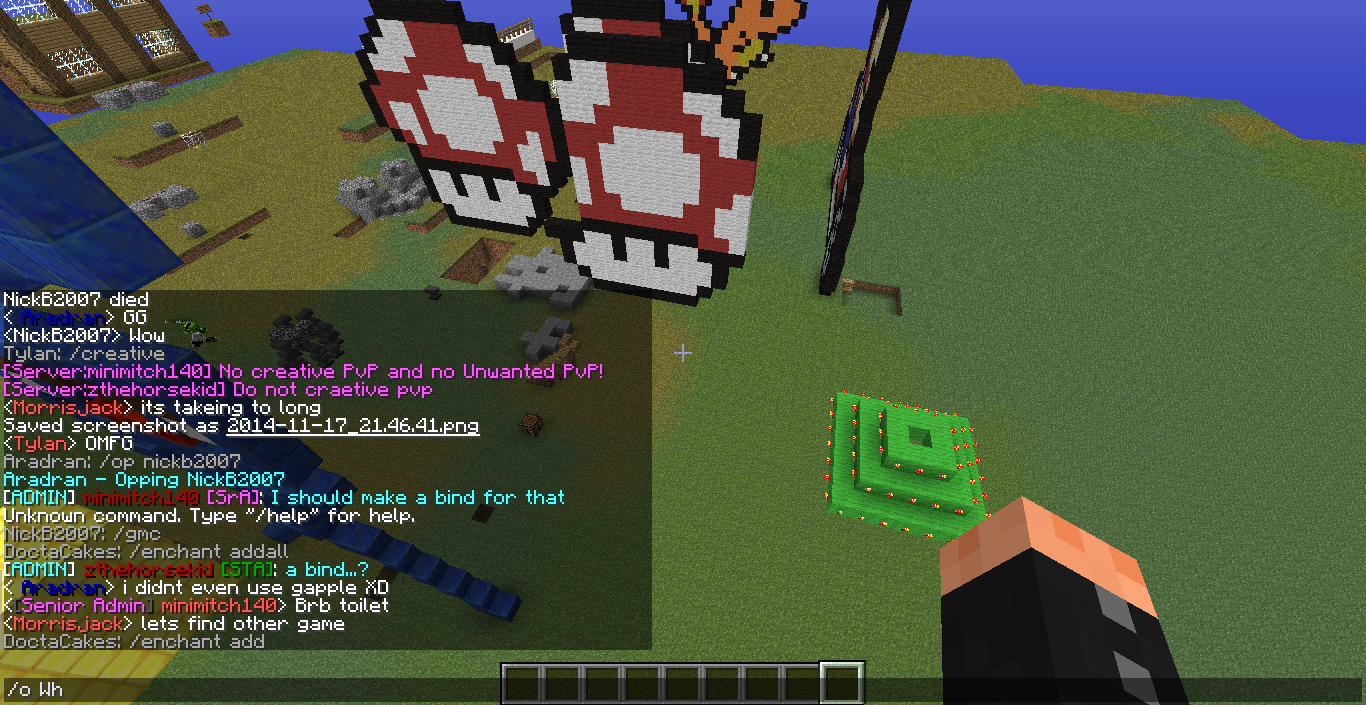 NickB2007 died
< Aradran> GG
<NickB2007> Wow
Tylan: /creative
[Server:minimitch140] No creative PvP and no Unwanted PvP!
[Server:zthehorsekid] Do not craetive pvp
<Morrisjack> its takeing to long
Saved screenshot as 2014-11-17_21.46.41.png
<Tylan> OMFG
Aradran: /op nickb2007
Aradran - Opping NickB2007
[ADMIN] minimitch140 [SrA]: I should make a bind for that
Unknown command. Type "/help" for help.
NickB2007: /gmc
DoctaCakes: /enchant addall
[ADMIN] zthehorsekid [STA]: a bind..?
< Aradran> i didnt even use gapple XD
<[Senior Admin] minimitch140> Brb toilet
<Morrisjack> lets find other game
DoctaCakes: /enchant add
/o Wh